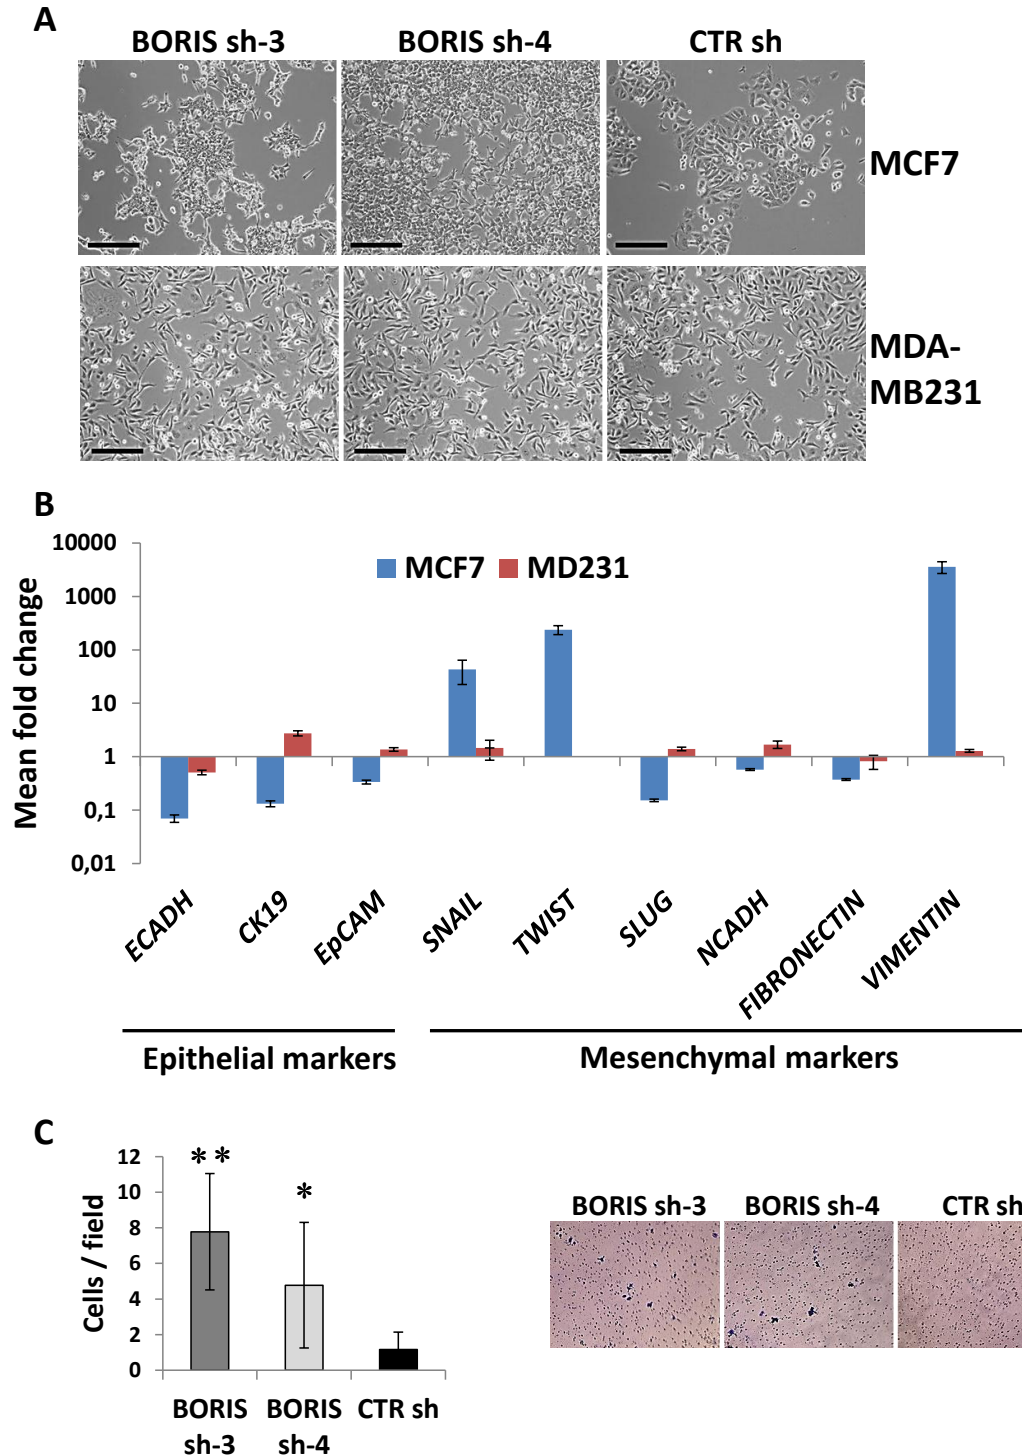 A
BORIS sh-3 BORIS sh-4 CTR sh
MCF7
MDA-
MB231
B
Mean fold change
10000
1000
100
10
1
0,1
0,01
MCF7 MD231
ECADH CK19 EpCAM SNAIL TWIST SLUG NCADH FIBRONECTIN VIMENTIN
Epithelial markers Mesenchymal markers
C
Cells / field
12
10
8
6
4
2
0
** *
BORIS
sh-3
BORIS
sh-4
CTR sh
BORIS sh-3 BORIS sh-4 CTR sh